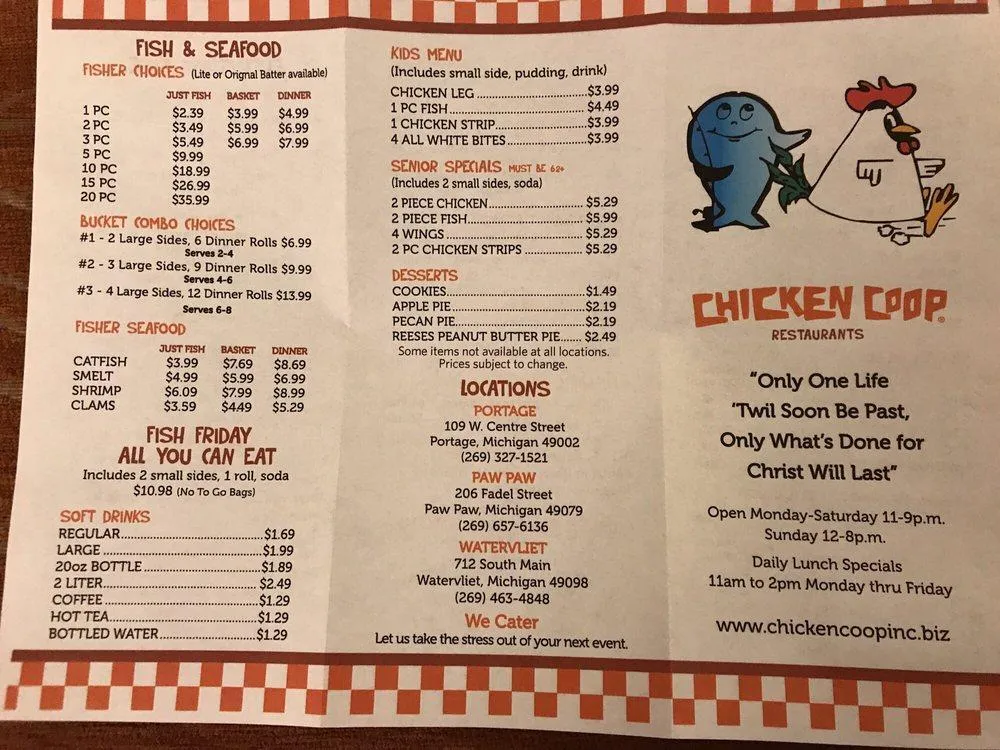 FISH & SEAFOOD
FISHER CHOICES (Lite or Orignal Batter available)
JUST FISH BASKET DINNER
1 PC $2.39 $3.99 $4.99
2 PC $3.49 $5.99 $6.99
3 PC $5.49 $6.99 $7.99
5 PC $9.99
10 PC $18.99
15 PC $26.99
20 PC $35.99
BUCKET COMBO CHOICES
#1 - 2 Large Sides, 6 Dinner Rolls $6.99
Serves 2-4
#2 - 3 Large Sides, 9 Dinner Rolls $9.99
Serves 4-6
#3 - 4 Large Sides, 12 Dinner Rolls $13.99
Serves 6-8
FISHER SEAFOOD
JUST FISH BASKET DINNER
CATFISH $3.99 $7.69 $8.69
SMELT $4.99 $5.99 $6.99
SHRIMP $6.09 $7.99 $8.99
CLAMS $3.59 $4.49 $5.29
FISH FRIDAY
ALL YOU CAN EAT
Includes 2 small sides, 1 roll, soda
$10.98 (No To Go Bags)
SOFT DRINKS
REGULAR $1.69
LARGE $1.99
20oz BOTTLE $1.89
2 LITER $2.49
COFFEE $1.29
HOT TEA $1.29
BOTTLED WATER $1.29
KIDS MENU
(Includes small side, pudding, drink)
CHICKEN LEG $3.99
1 PC FISH $4.49
1 CHICKEN STRIP $3.99
4 ALL WHITE BITES $3.99
SENIOR SPECIALS MUST BE 62+
(Includes 2 small sides, soda)
2 PIECE CHICKEN $5.29
2 PIECE FISH $5.99
4 WINGS $5.29
2 PC CHICKEN STRIPS $5.29
DESSERTS
COOKIES $1.49
APPLE PIE $2.19
PECAN PIE $2.19
REESES PEANUT BUTTER PIE $2.49
Some items not available at all locations.
Prices subject to change.
LOCATIONS
PORTAGE
109 W. Centre Street
Portage, Michigan 49002
(269) 327-1521
PAW PAW
206 Fadel Street
Paw Paw, Michigan 49079
(269) 657-6136
WATERVLIET
712 South Main
Watervliet, Michigan 49098
(269) 463-4848
We Cater
Let us take the stress out of your next event.
CHICKEN COOP®
RESTAURANTS
"Only One Life
'Twil Soon Be Past,
Only What's Done for
Christ Will Last"
Open Monday-Saturday 11-9p.m.
Sunday 12-8p.m.
Daily Lunch Specials
11am to 2pm Monday thru Friday
www.chickencoopinc.biz